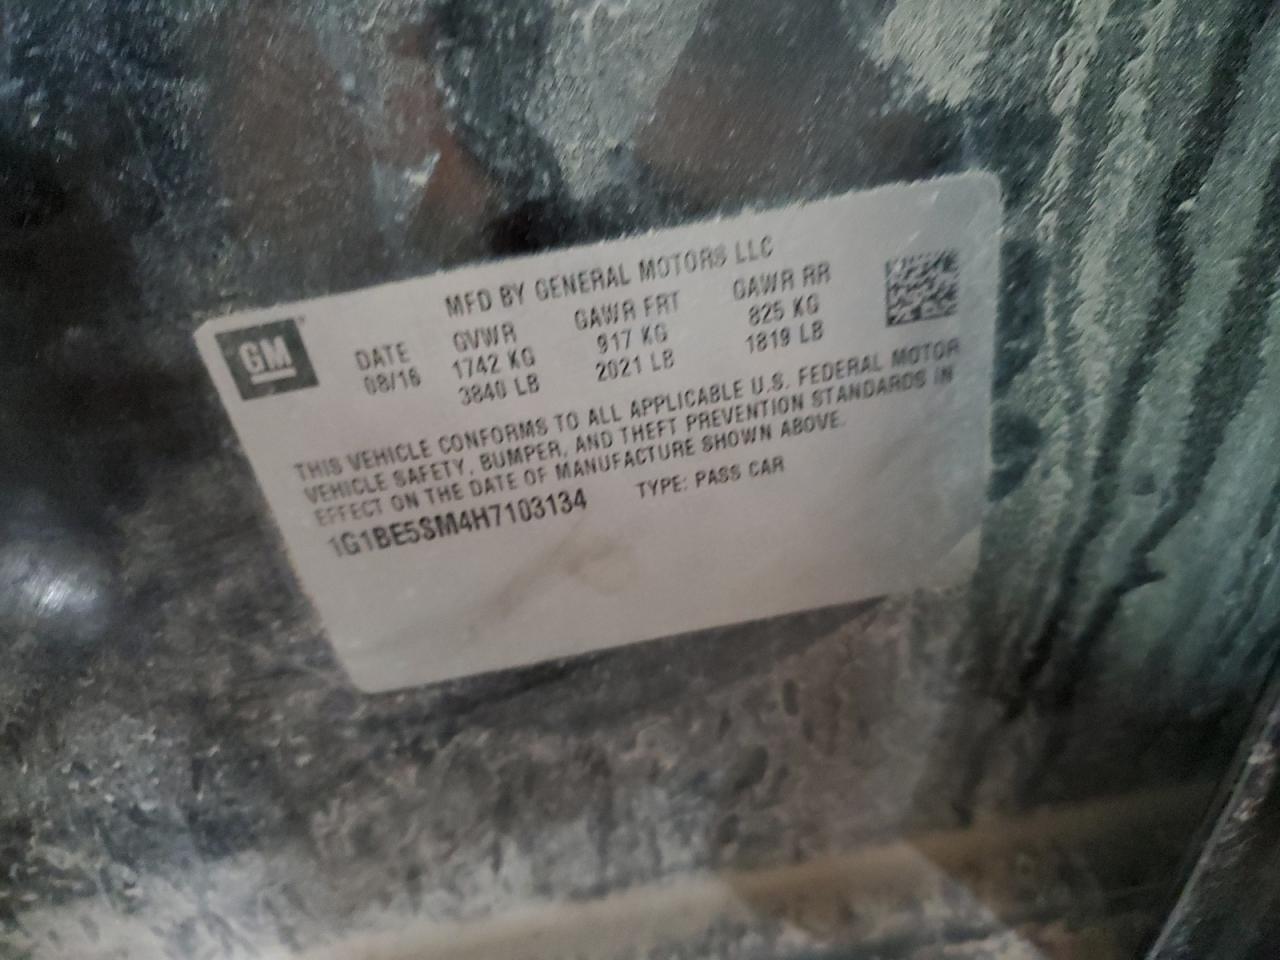 GM
MFD BY GENERAL MOTORS LLC
DATE GVWR GAWR FRT GAWR RR
08/16 1742 KG 917 KG 825 KG
3840 LB 2021 LB 1819 LB
THIS VEHICLE CONFORMS TO ALL APPLICABLE U.S. FEDERAL MOTOR
VEHICLE SAFETY, BUMPER, AND THEFT PREVENTION STANDARDS IN
EFFECT ON THE DATE OF MANUFACTURE SHOWN ABOVE.
1G1BE5SM4H7103134 TYPE: PASS CAR